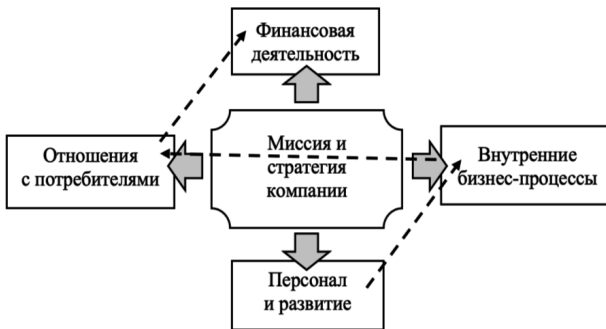 Финансовая
деятельность
Отношения
с потребителями
Миссия и
стратегия
компании
Внутренние
бизнес-процессы
Персонал
и развитие